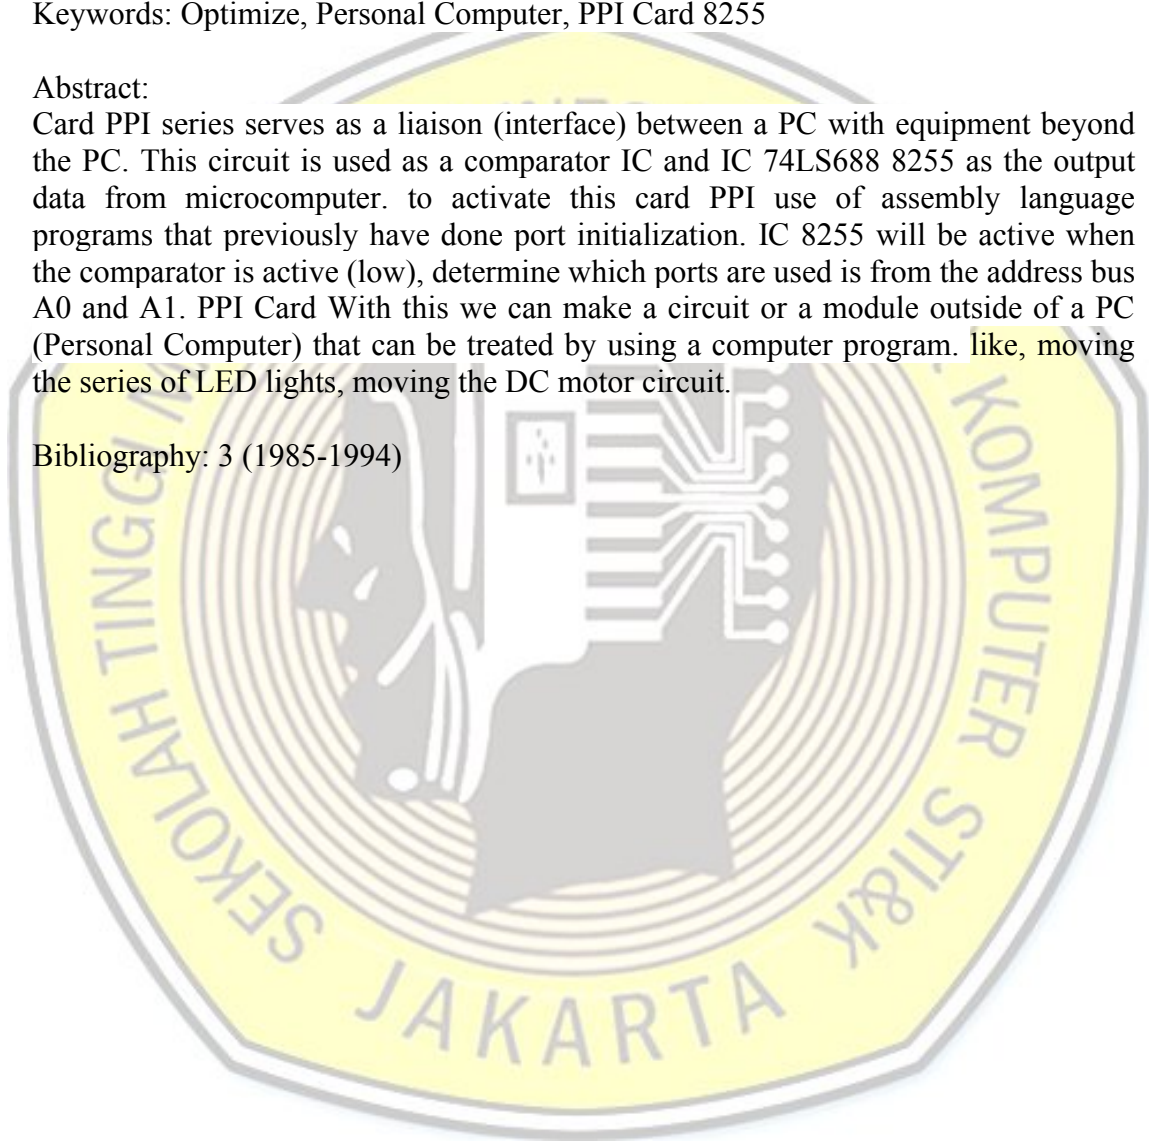 Keywords: Optimize, Personal Computer, PPI Card 8255
Abstract:
Card PPI series serves as a liaison (interface) between a PC with equipment beyond
the PC. This circuit is used as a comparator IC and IC 74LS688 8255 as the output
data from microcomputer. to activate this card PPI use of assembly language
programs that previously have done port initialization. IC 8255 will be active when
the comparator is active (low), determine which ports are used is from the address bus
A0 and A1. PPI Card With this we can make a circuit or a module outside of a PC
(Personal Computer) that can be treated by using a computer program. like, moving
the series of LED lights, moving the DC motor circuit.
Bibliography: 3 (1985-1994)
SEKOLAH TINGGI
KOMPUTER STI&K
JAKARTA